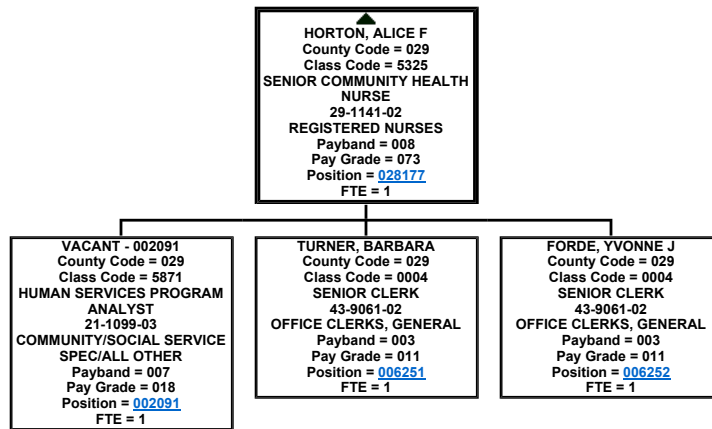 HORTON, ALICE F
County Code = 029
Class Code = 5325
SENIOR COMMUNITY HEALTH
NURSE
29-1141-02
REGISTERED NURSES
Payband = 008
Pay Grade = 073
Position = 028177
FTE = 1
VACANT - 002091
County Code = 029
Class Code = 5871
HUMAN SERVICES PROGRAM
ANALYST
21-1099-03
COMMUNITY/SOCIAL SERVICE
SPEC/ALL OTHER
Payband = 007
Pay Grade = 018
Position = 002091
FTE = 1
TURNER, BARBARA
County Code = 029
Class Code = 0004
SENIOR CLERK
43-9061-02
OFFICE CLERKS, GENERAL
Payband = 003
Pay Grade = 011
Position = 006251
FTE = 1
FORDE, YVONNE J
County Code = 029
Class Code = 0004
SENIOR CLERK
43-9061-02
OFFICE CLERKS, GENERAL
Payband = 003
Pay Grade = 011
Position = 006252
FTE = 1